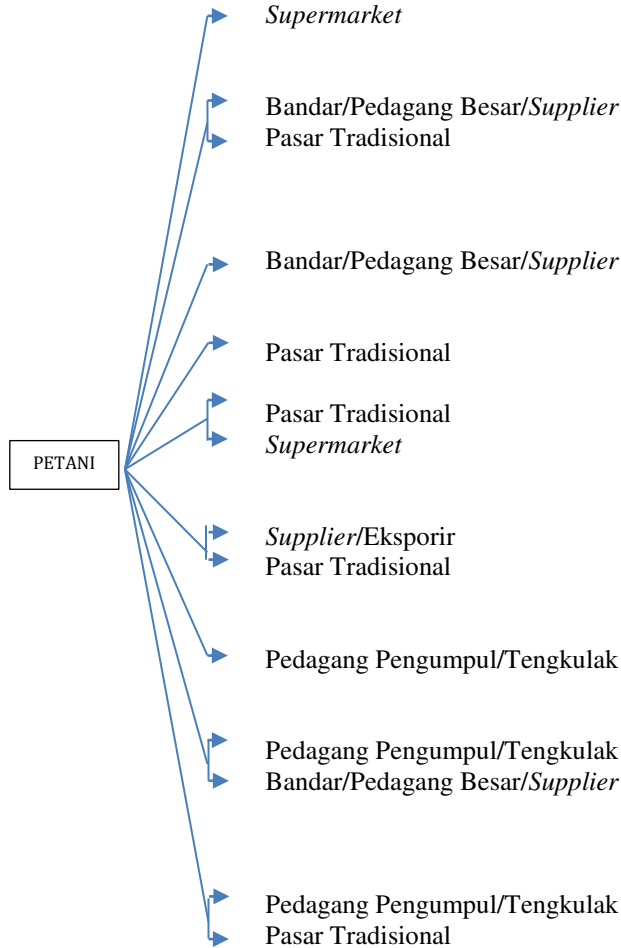 Supermarket
Bandar/Pedagang Besar/Supplier
Pasar Tradisional
Bandar/Pedagang Besar/Supplier
Pasar Tradisional
Pasar Tradisional
Supermarket
PETANI
Supplier/Eksporir
Pasar Tradisional
Pedagang Pengumpul/Tengkulak
Pedagang Pengumpul/Tengkulak
Bandar/Pedagang Besar/Supplier
Pedagang Pengumpul/Tengkulak
Pasar Tradisional